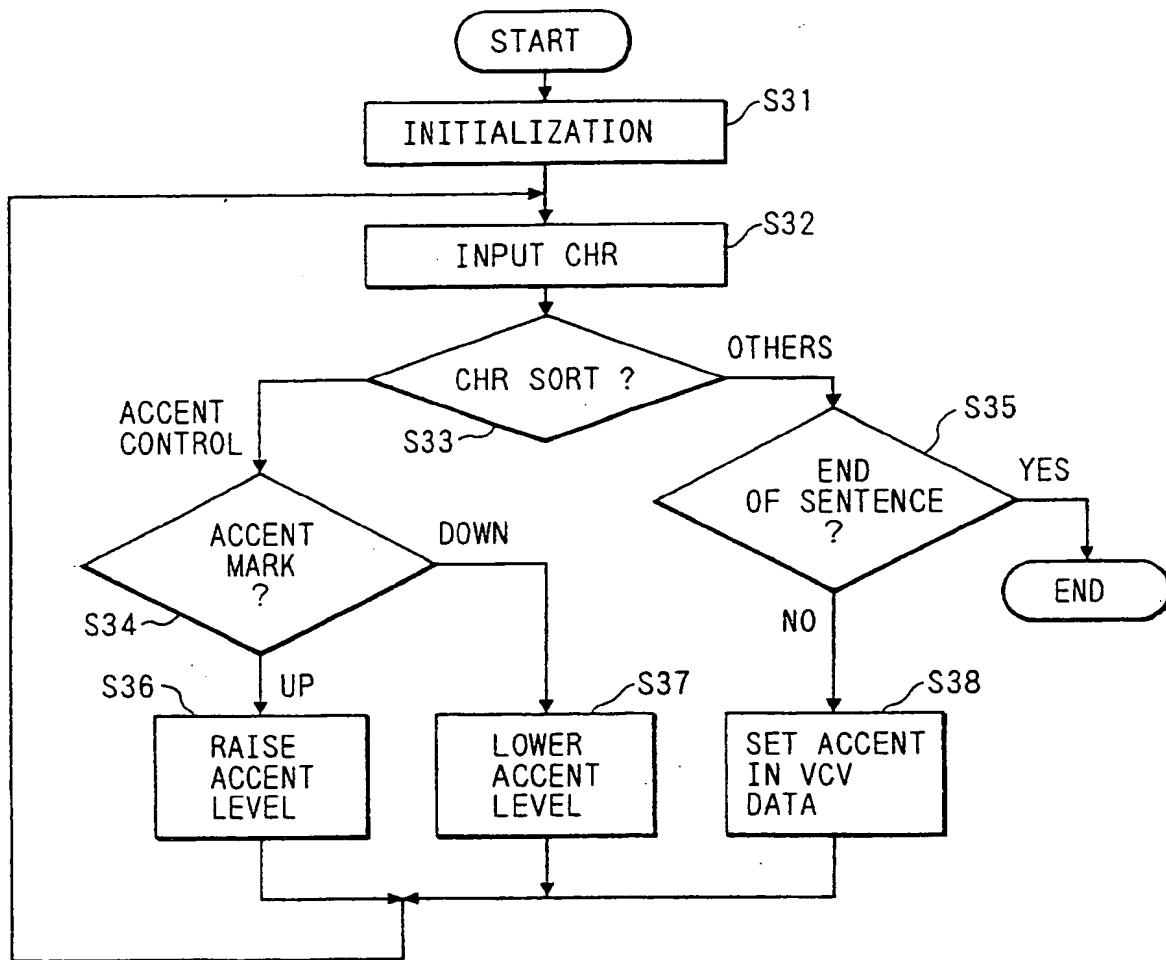 START
S31
INITIALIZATION
S32
INPUT CHR
OTHERS
CHR SORT ?
S33
ACCENT
CONTROL
S35
END
OF SENTENCE
?
YES
ACCENT
MARK
?
DOWN
S34
END
NO
S36
UP
S37
S38
RAISE
ACCENT
LEVEL
LOWER
ACCENT
LEVEL
SET ACCENT
IN VCV
DATA